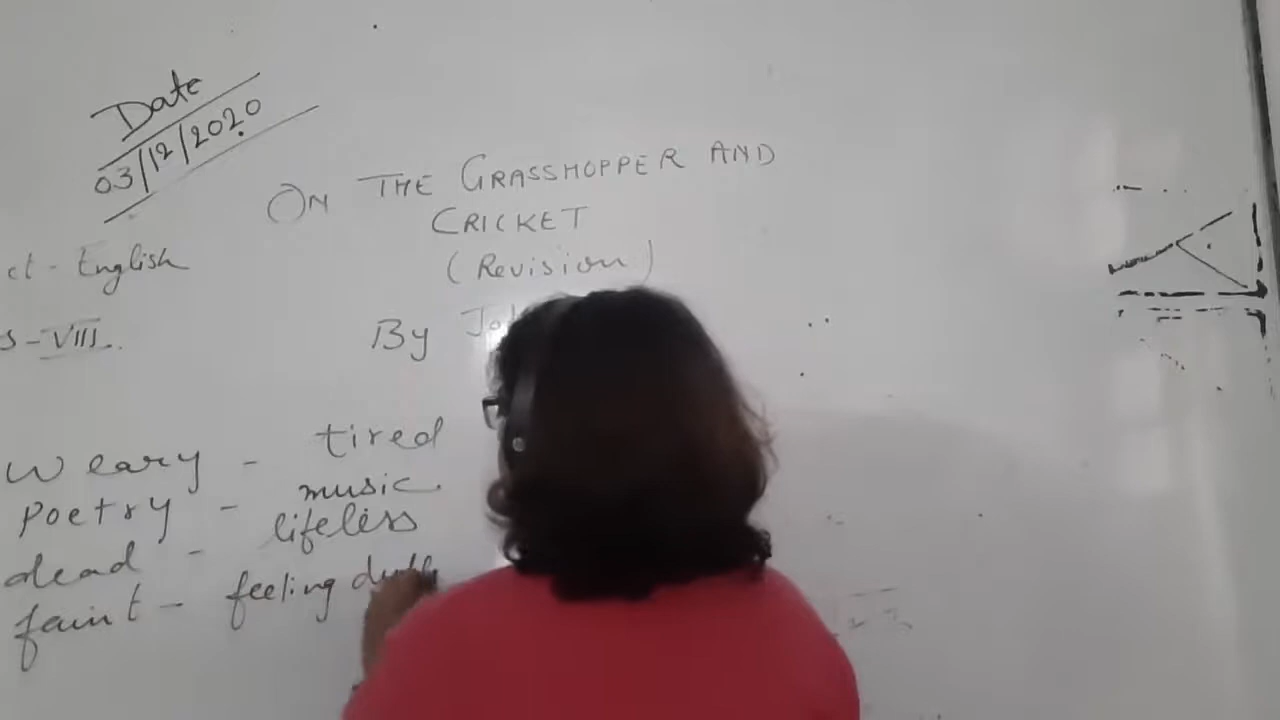 Date
03/12/2020
ON THE GRASSHOPPER AND
CRICKET
(Revision)
ct - English
s - VIII.
By
Weary - tired
Poetry - music
dead - lifeless
faint - feeling dull